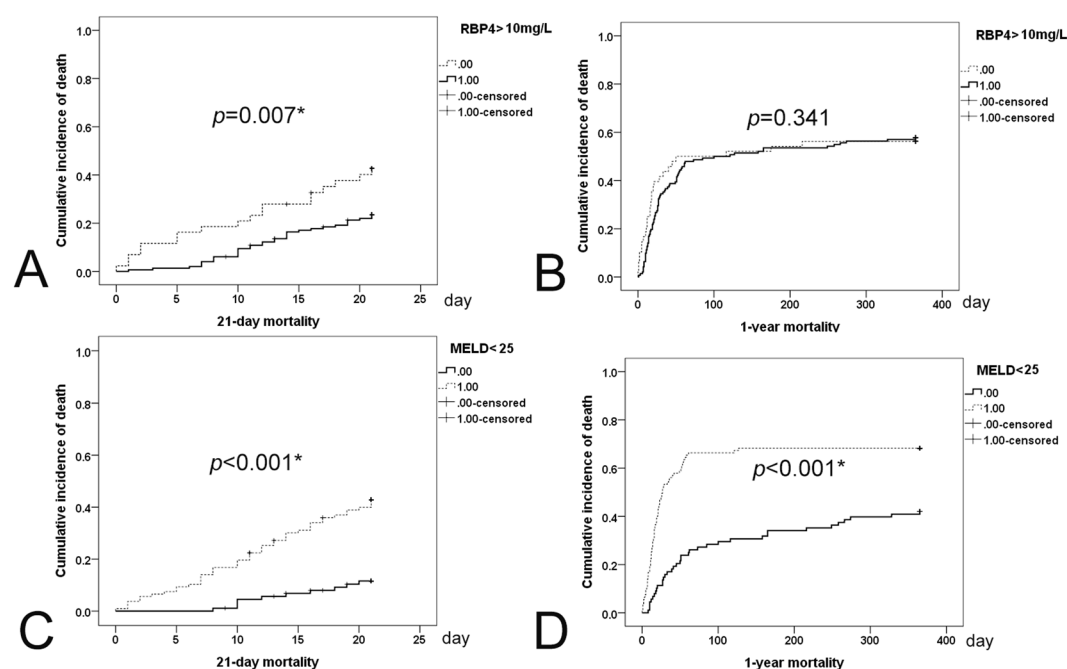 A
Cumulative incidence of death
1.0
0.8
0.6
0.4
0.2
0.0
p=0.007*
0 5 10 15 20 25 day
21-day mortality
RBP4>10mg/L
.00
1.00
.00-censored
1.00-censored
B
Cumulative incidence of death
1.0
0.8
0.6
0.4
0.2
0.0
p=0.341
0 100 200 300 400 day
1-year mortality
RBP4>10mg/L
.00
1.00
.00-censored
1.00-censored
C
Cumulative incidence of death
1.0
0.8
0.6
0.4
0.2
0.0
p<0.001*
0 5 10 15 20 25 day
21-day mortality
MELD<25
.00
1.00
.00-censored
1.00-censored
D
Cumulative incidence of death
1.0
0.8
0.6
0.4
0.2
0.0
p<0.001*
0 100 200 300 400 day
1-year mortality
MELD<25
.00
1.00
.00-censored
1.00-censored